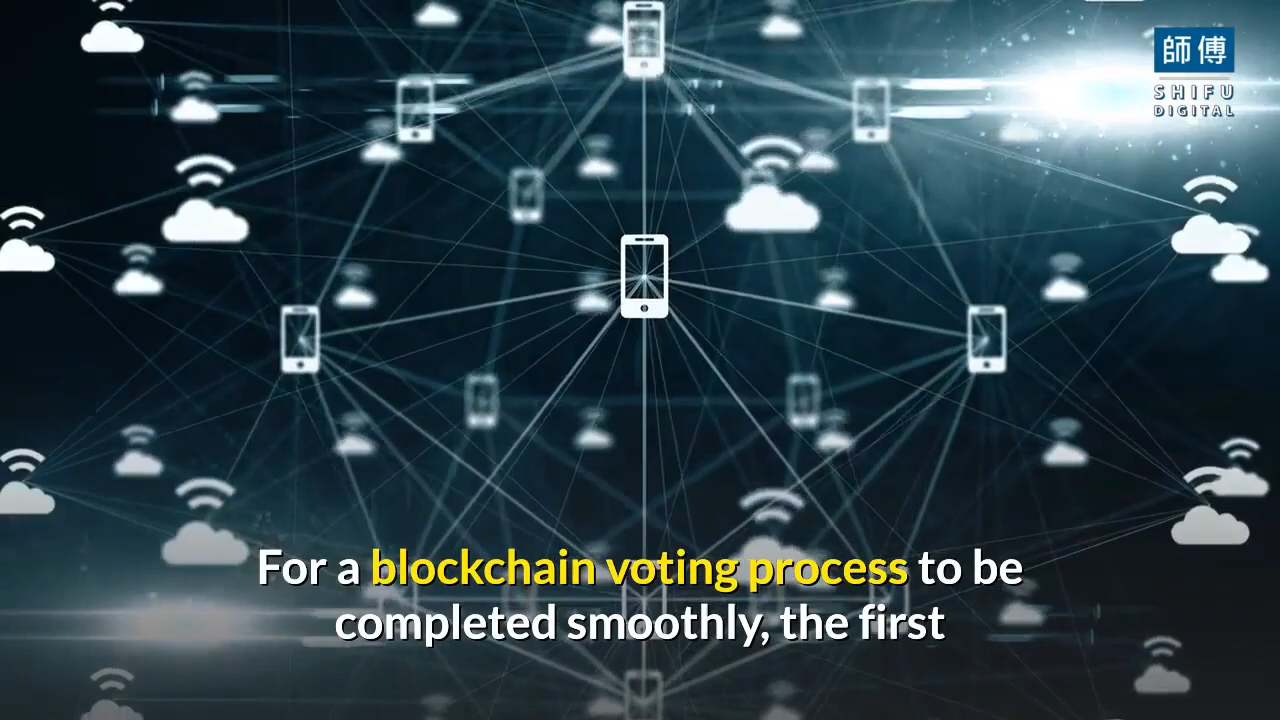 師傅
SHIFU
DIGITAL
For a blockchain voting process to be
completed smoothly, the first